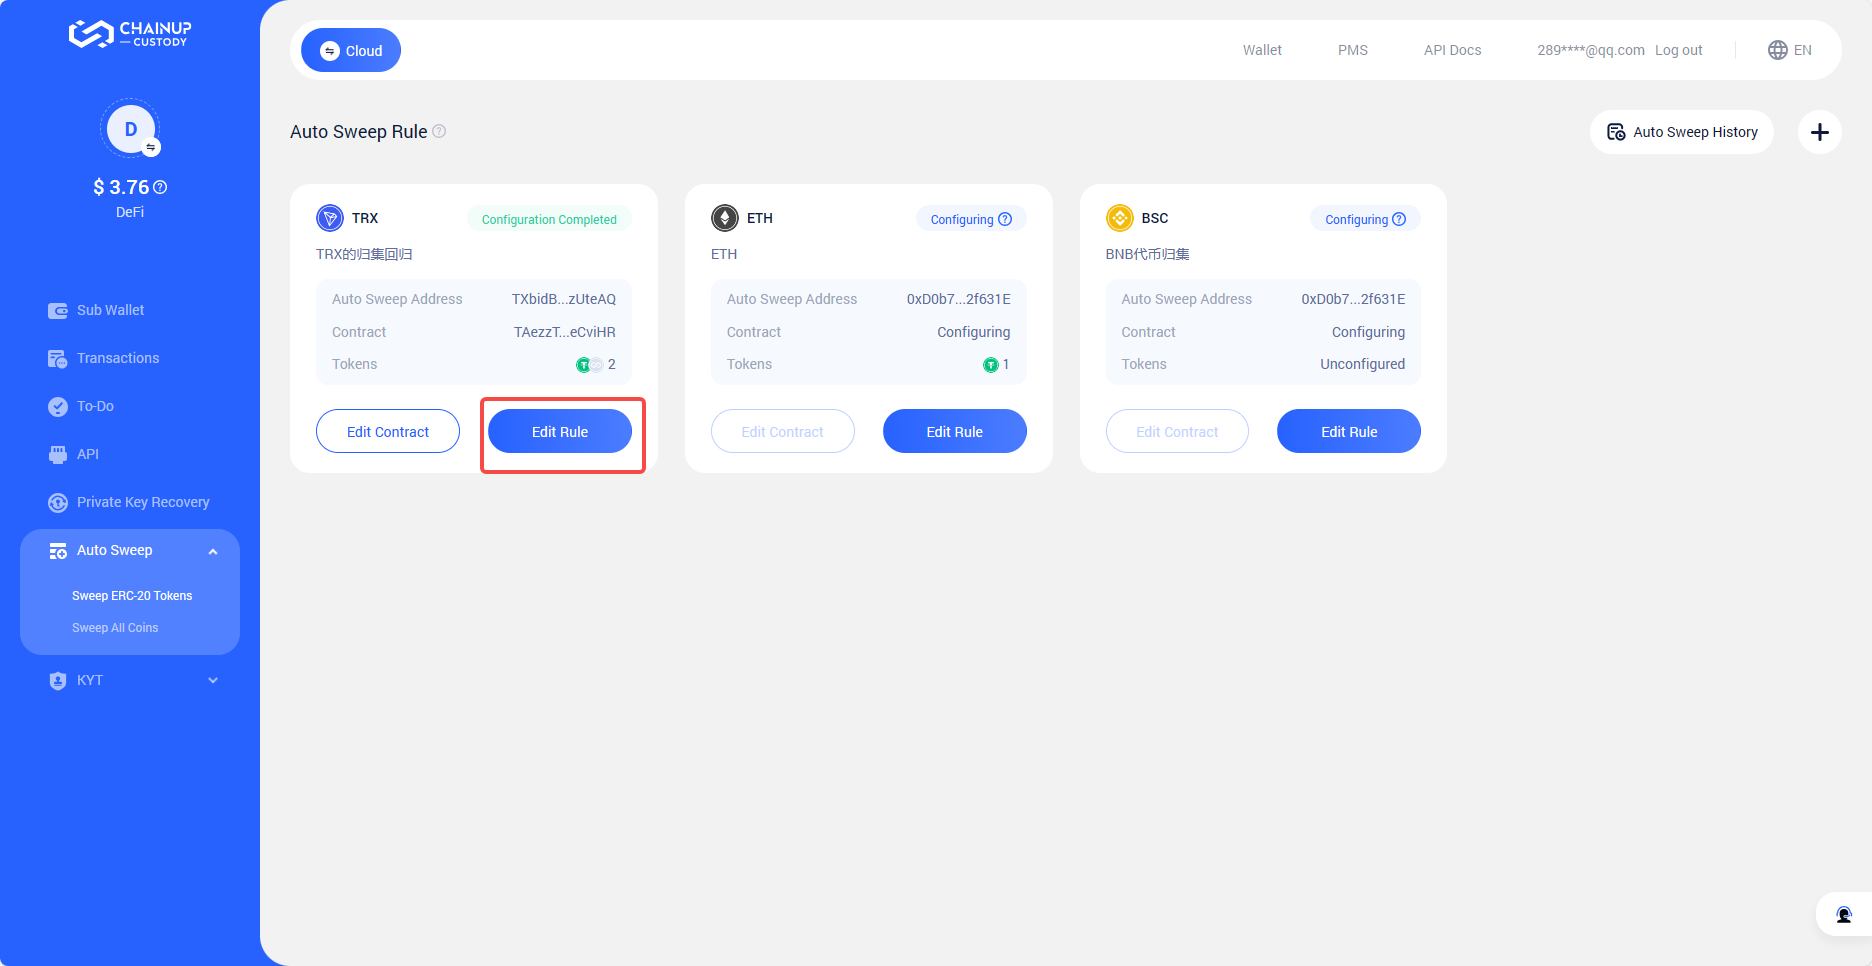 CHAINUP
CUSTODY
D
$ 3.76
DeFi
Sub Wallet
Transactions
To-Do
API
Private Key Recovery
Auto Sweep
Sweep ERC-20 Tokens
Sweep All Coins
KYT
Cloud
Wallet
PMS
API Docs
289****@qq.com
Log out
EN
Auto Sweep Rule
Auto Sweep History
TRX
Configuration Completed
TRX的归集回归
Auto Sweep Address TXbidB...zUteAQ
Contract TAezzT...eCviHR
Tokens 2
Edit Contract
Edit Rule
ETH
Configuring
ETH
Auto Sweep Address 0xD0b7...2f631E
Contract Configuring
Tokens 1
Edit Contract
Edit Rule
BSC
Configuring
BNB代币归集
Auto Sweep Address 0xD0b7...2f631E
Contract Configuring
Tokens Unconfigured
Edit Contract
Edit Rule